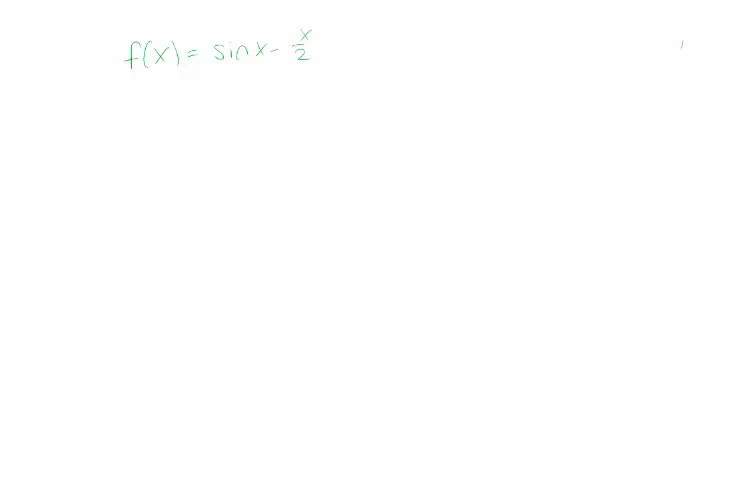 f(x) = sin x - x/2